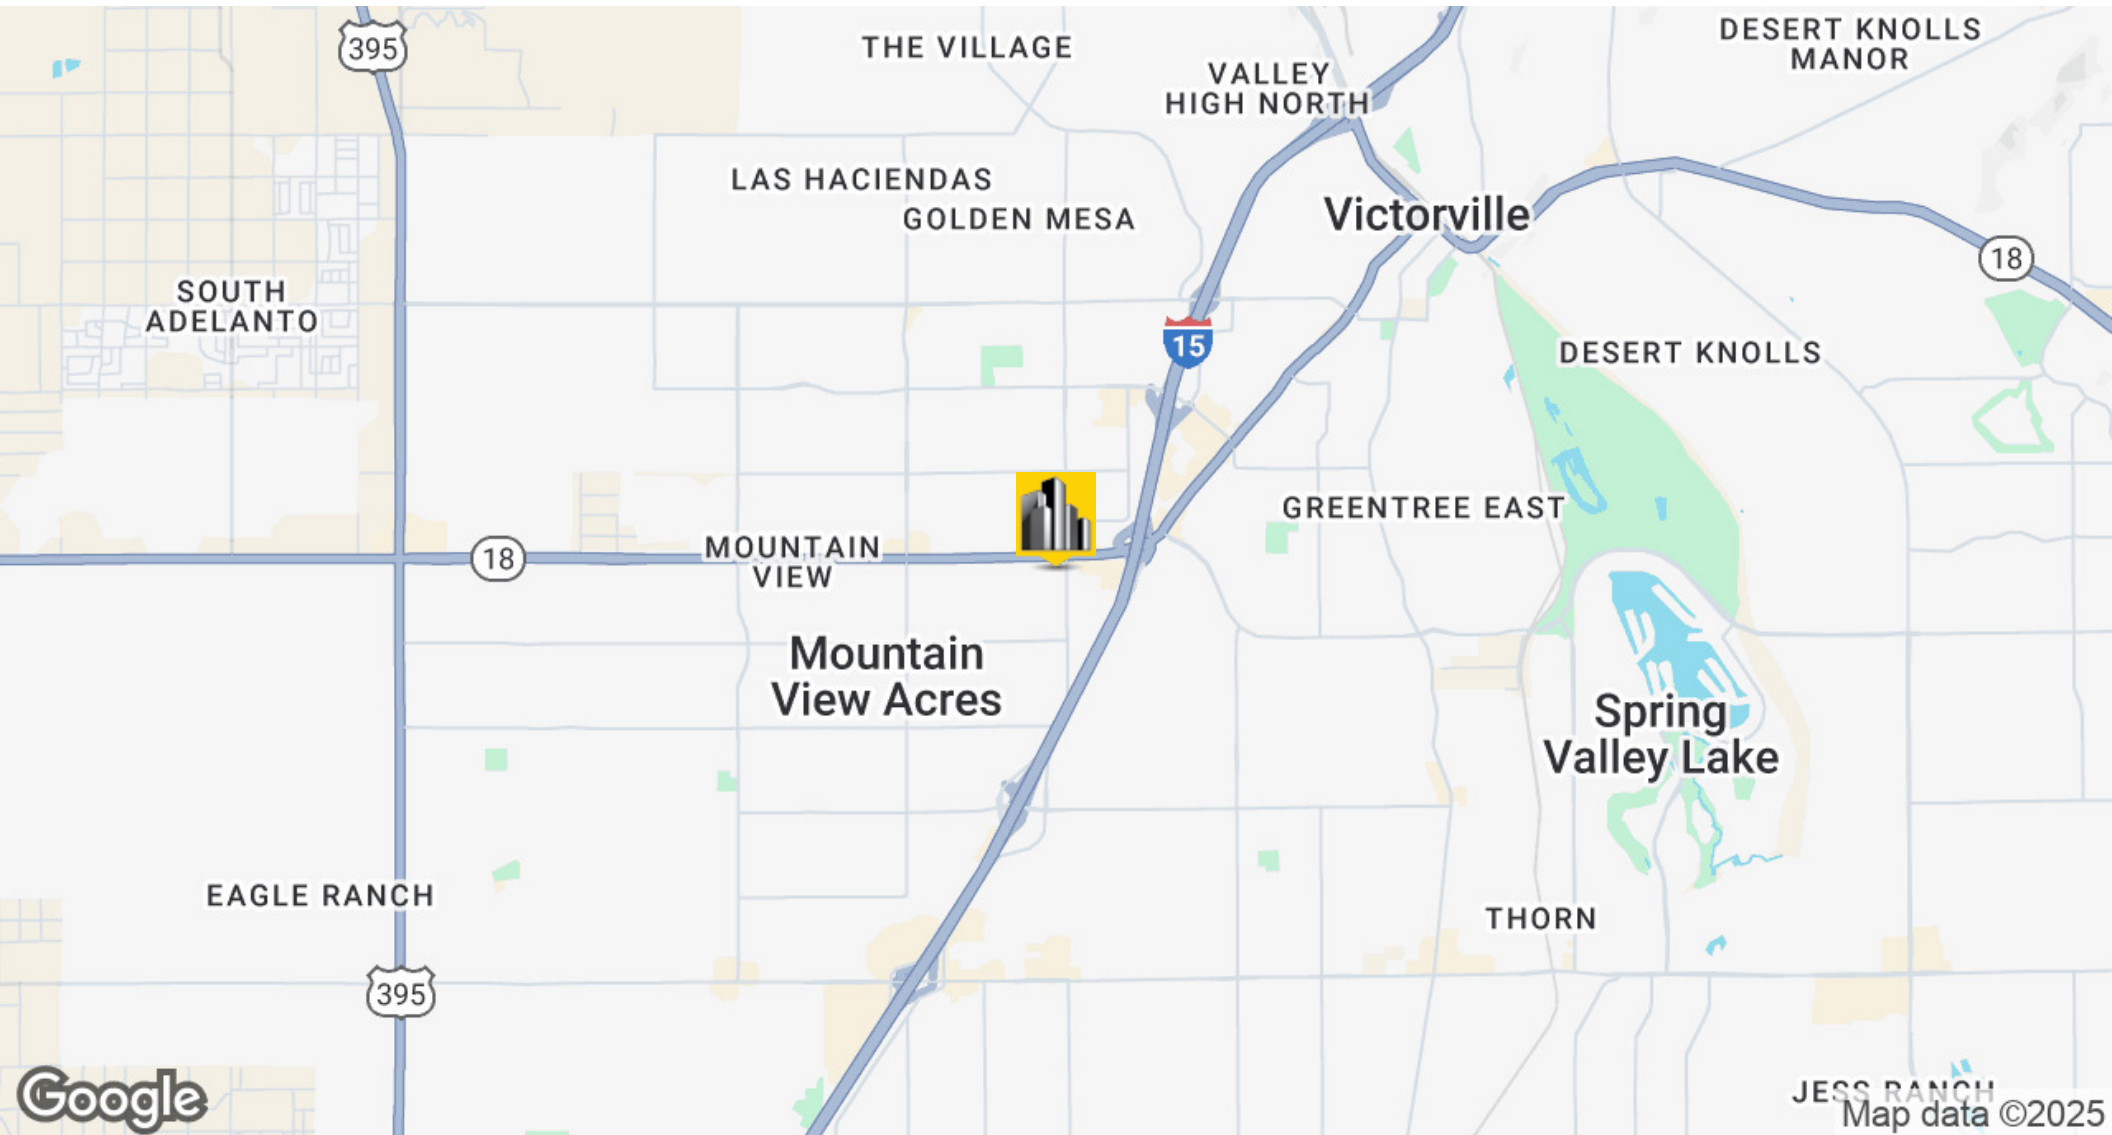 395
THE VILLAGE
DESERT KNOLLS
MANOR
VALLEY
HIGH NORTH
LAS HACIENDAS
GOLDEN MESA
Victorville
18
SOUTH
ADELANTO
15
DESERT KNOLLS
GREENTREE EAST
18
MOUNTAIN
VIEW
Mountain
View Acres
Spring
Valley Lake
EAGLE RANCH
THORN
395
Google
JESS RANCH
Map data ©2025